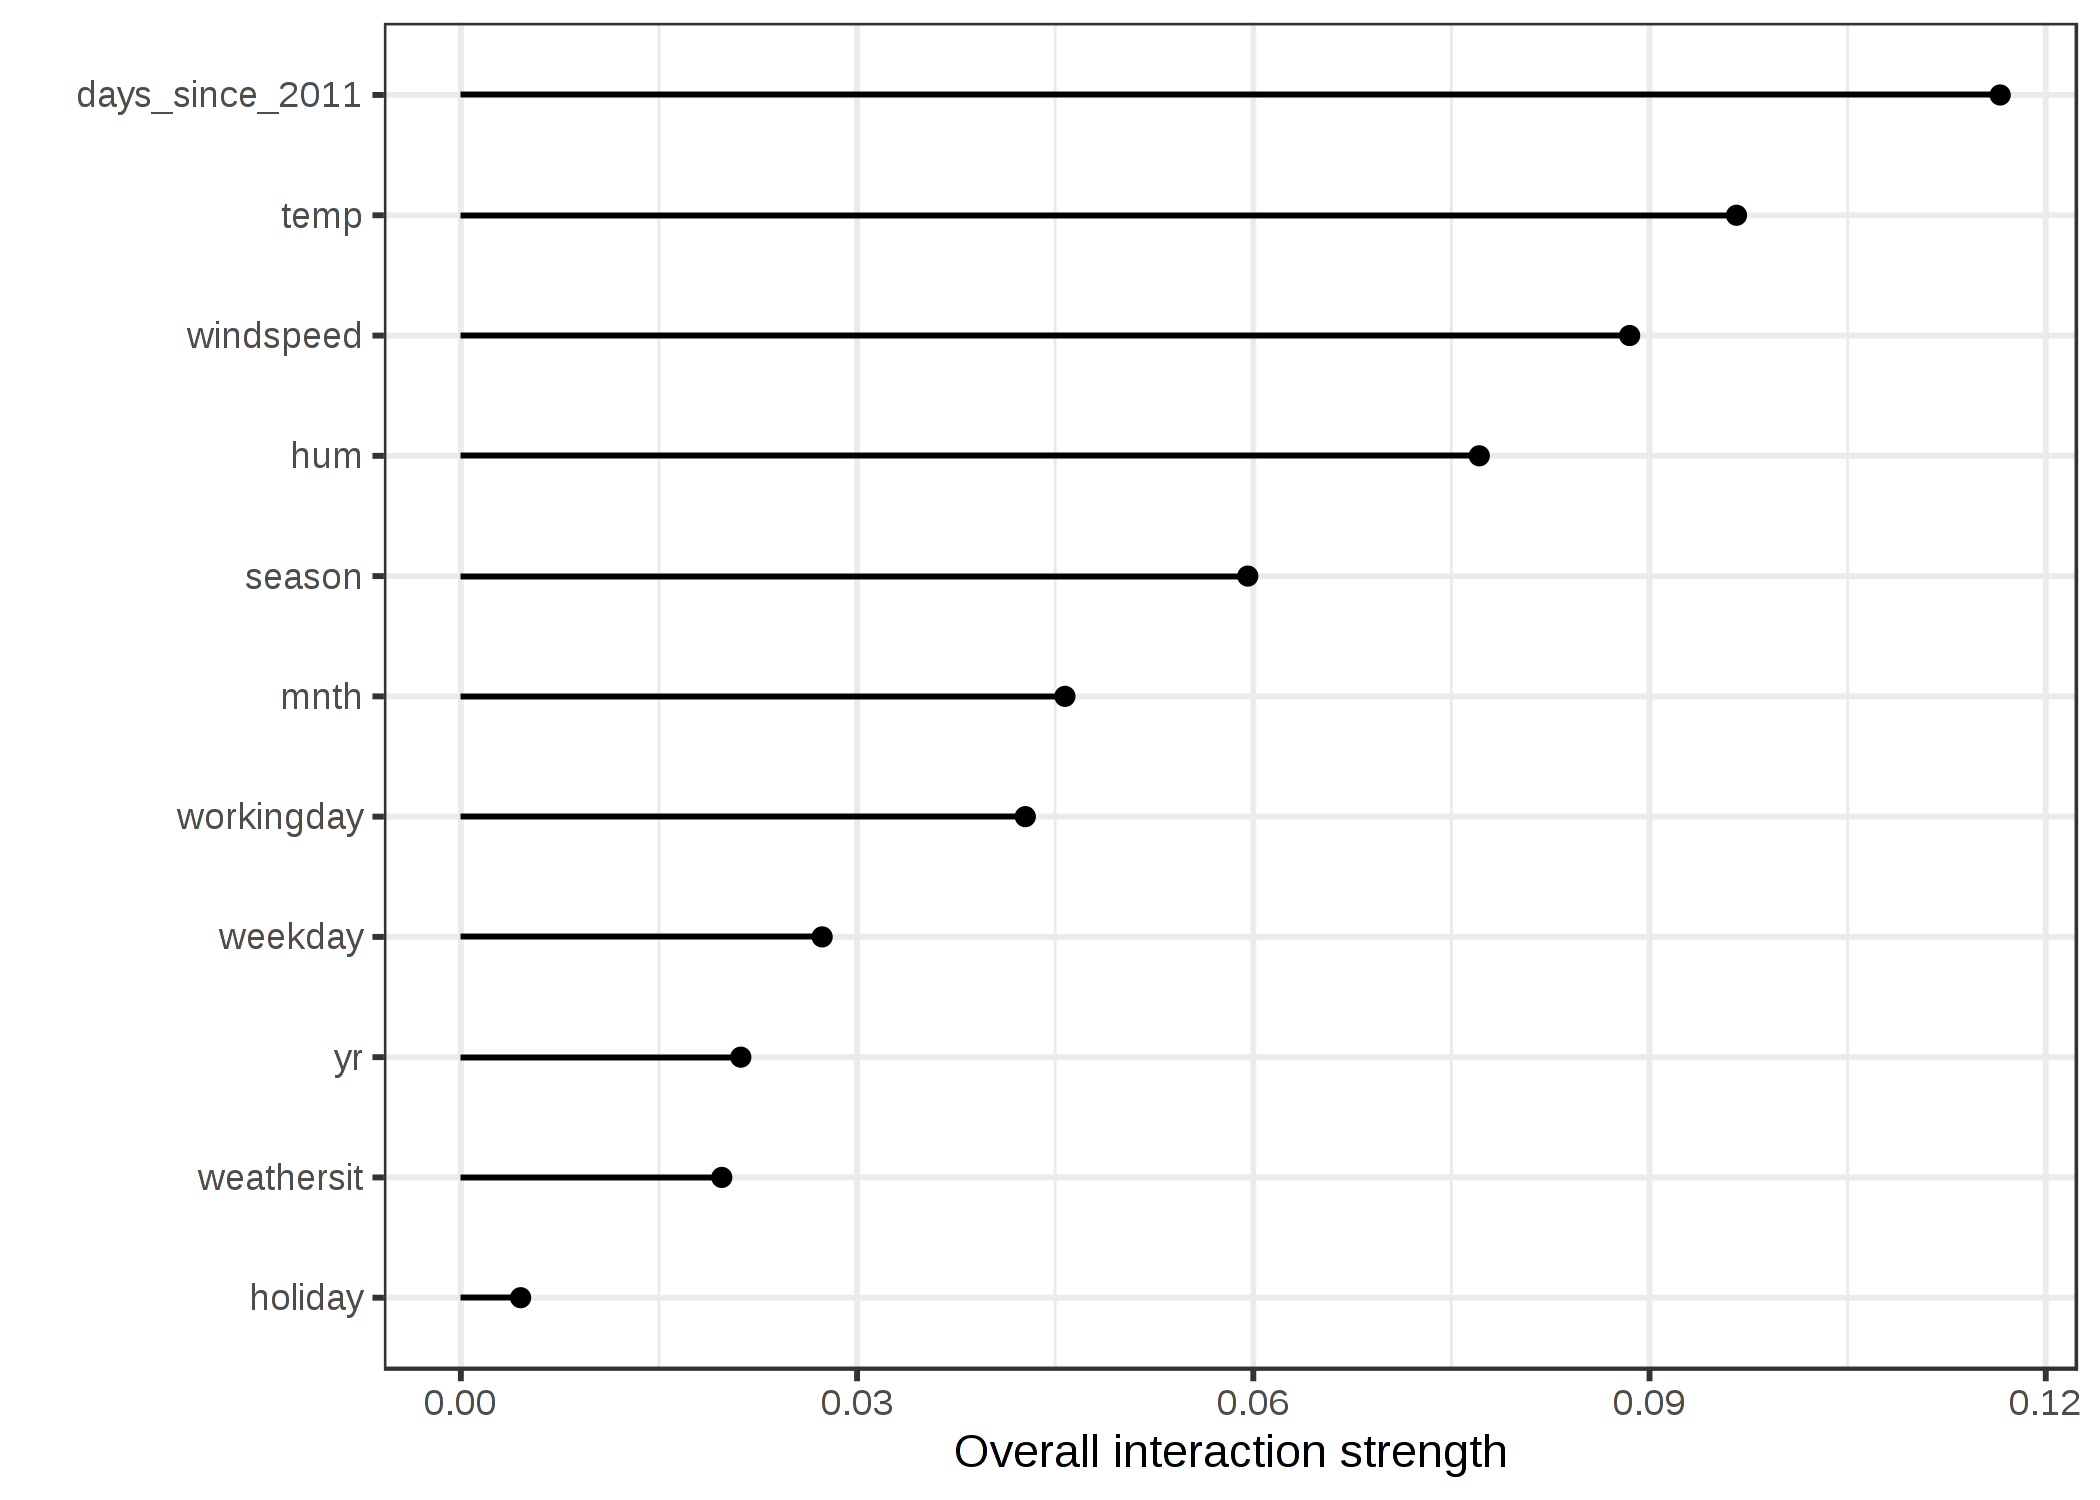 days_since_2011
temp
windspeed
hum
season
mnth
workingday
weekday
yr
weathersit
holiday
0.00 0.03 0.06 0.09 0.12
Overall interaction strength